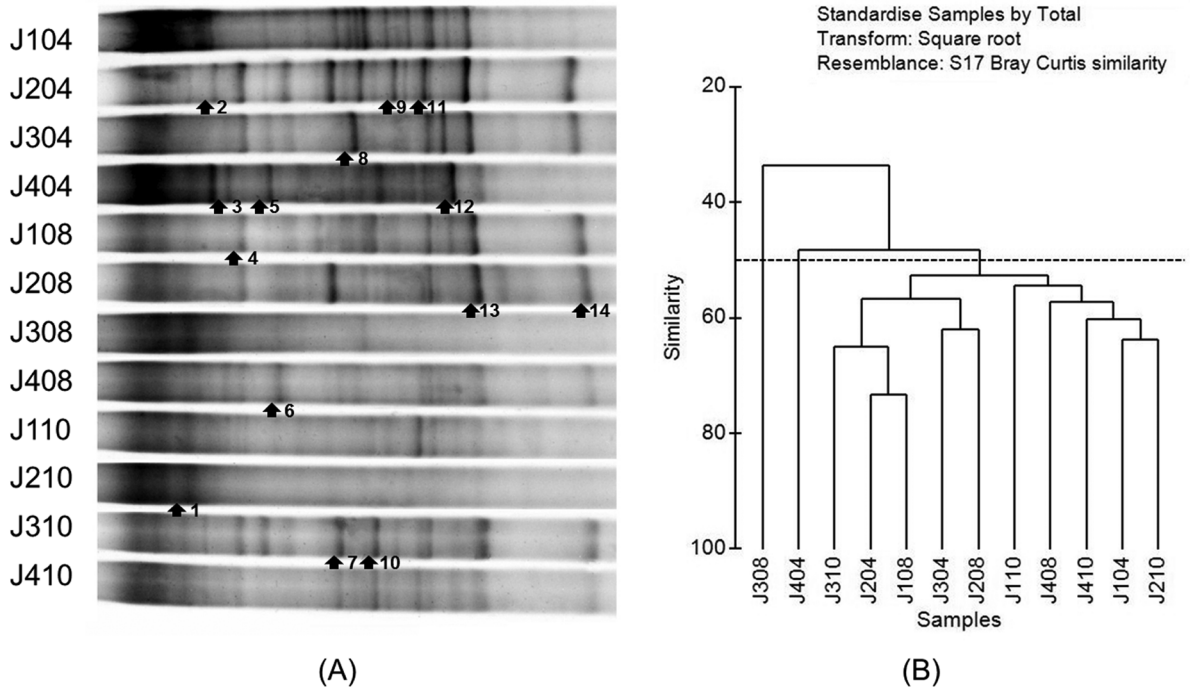 J104
J204
2 9 11
J304
8
J404
3 5 12
J108
4
J208
13 14
J308
J408
6
J110
J210
1
J310
7 10
J410
(A)
Standardise Samples by Total
Transform: Square root
Resemblance: S17 Bray Curtis similarity
20
40
60
80
100
Similarity
J308 J404 J310 J204 J108 J304 J208 J110 J408 J410 J104 J210
Samples
(B)